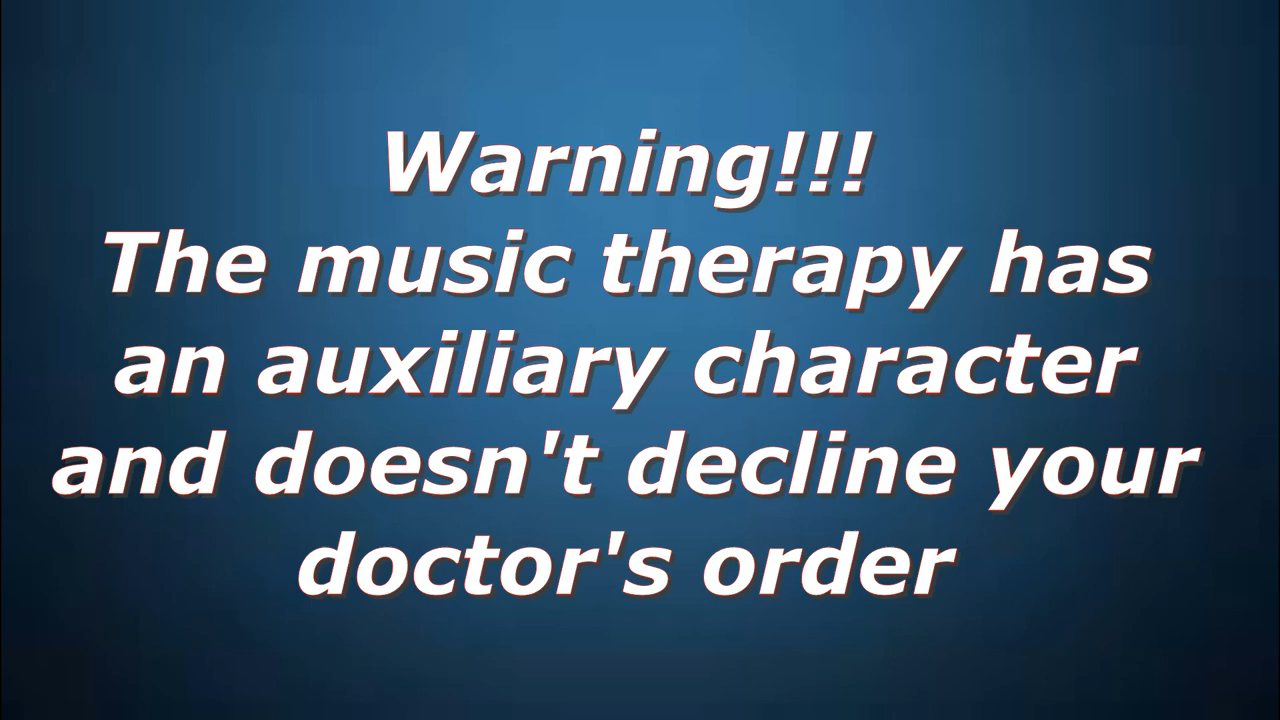 Warning!!!
The music therapy has
an auxiliary character
and doesn't decline your
doctor's order